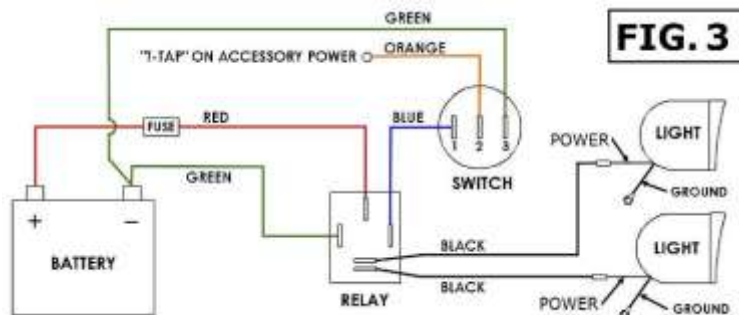 GREEN
FIG. 3
"T-TAP" ON ACCESSORY POWER
ORANGE
FUSE
RED
BLUE
1 2 3
POWER
LIGHT
GREEN
SWITCH
GROUND
+
−
BATTERY
BLACK
LIGHT
RELAY
BLACK
POWER
GROUND